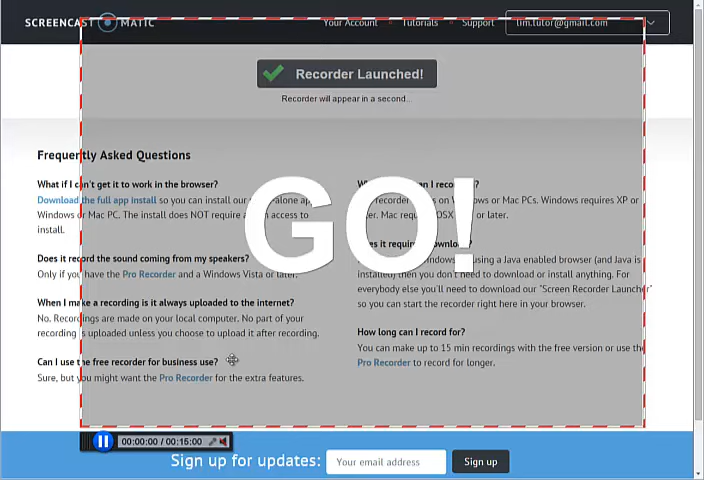 SCREENCAST MATIC
Your Account
Tutorials
Support
lim.tutor@gmail.com
Recorder Launched!
Recorder will appear in a second...
Frequently Asked Questions
What if I can't get it to work in the browser?
Download the full app install so you can install our alone app
Windows or Mac PC. The install does NOT require access to
install.
Does it record the sound coming from my speakers?
Only if you have the Pro Recorder and a Windows Vista or later.
When I make a recording is it always uploaded to the internet?
No. Recordings are made on your local computer. No part of your
recording is uploaded unless you choose to upload it after recording.
Can I use the free recorder for business use?
Sure, but you might want the Pro Recorder for the extra features.
can I record?
recorder on Windows or Mac PCs. Windows requires XP or
later. Mac OSX or later.
Does it require
Windows using a Java enabled browser (and Java is
installed) then you don't need to download or install anything. For
everybody else you'll need to download our "Screen Recorder Launcher"
so you can start the recorder right here in your browser.
How long can I record for?
You can make up to 15 min recordings with the free version or use the
Pro Recorder to record for longer.
GO!
00:00:00 / 00:15:00
Sign up for updates:
Your email address
Sign up